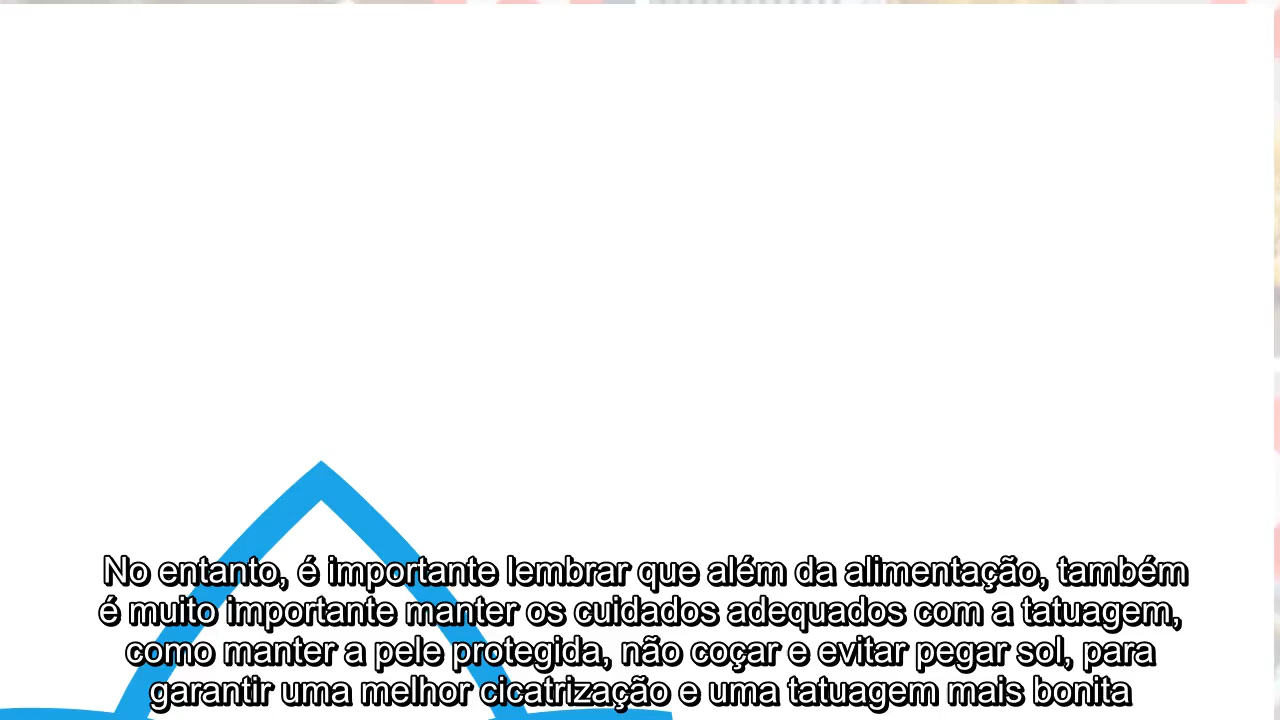 No entanto, é importante lembrar que além da alimentação, também
é muito importante manter os cuidados adequados com a tatuagem,
como manter a pele protegida, não coçar e evitar pegar sol, para
garantir uma melhor cicatrização e uma tatuagem mais bonita